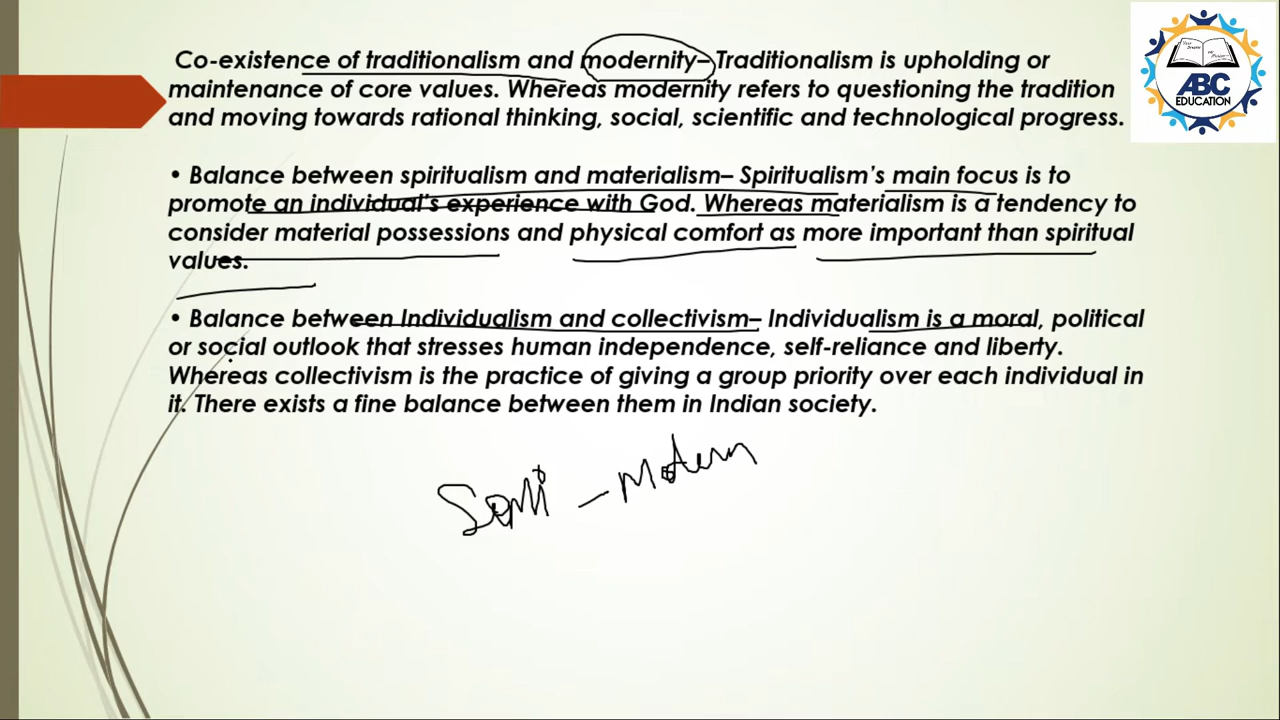 Co-existence of traditionalism and modernity– Traditionalism is upholding or
maintenance of core values. Whereas modernity refers to questioning the tradition
and moving towards rational thinking, social, scientific and technological progress.
• Balance between spiritualism and materialism– Spiritualism's main focus is to
promote an individual's experience with God. Whereas materialism is a tendency to
consider material possessions and physical comfort as more important than spiritual
values.
• Balance between Individualism and collectivism– Individualism is a moral, political
or social outlook that stresses human independence, self-reliance and liberty.
Whereas collectivism is the practice of giving a group priority over each individual in
it. There exists a fine balance between them in Indian society.
Semi – Modern
ABC
EDUCATION